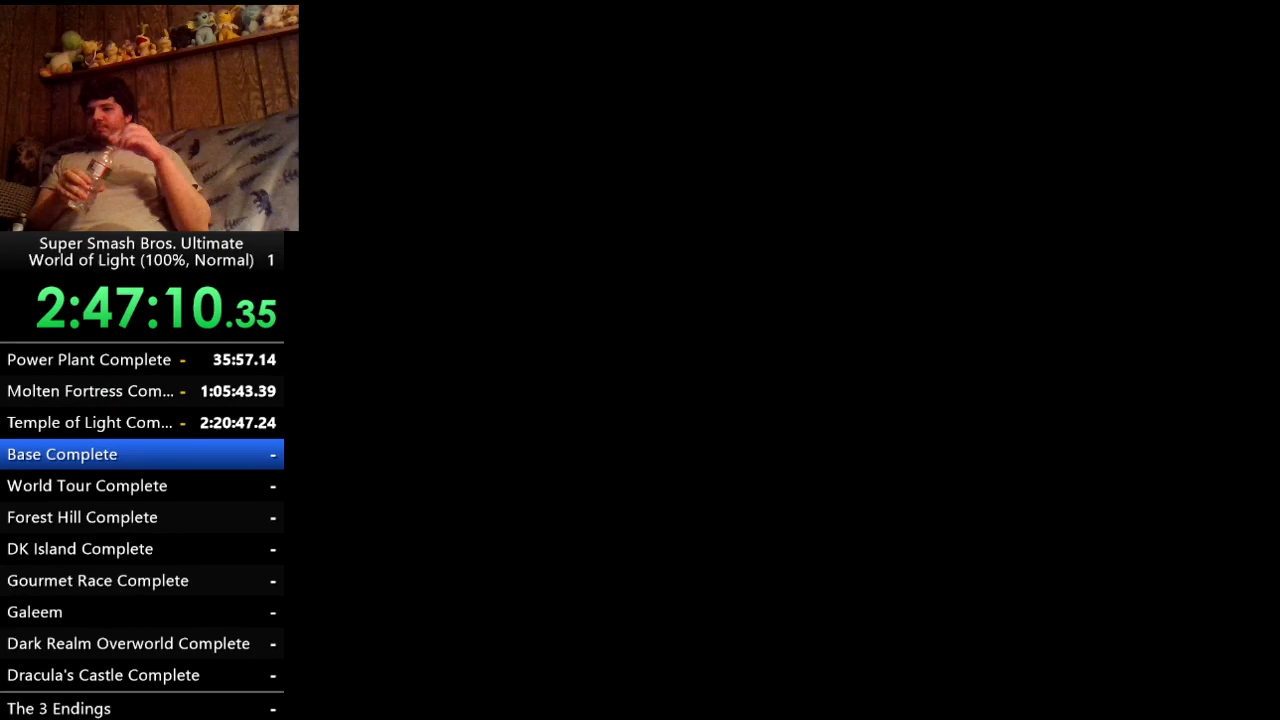 Super Smash Bros. Ultimate
World of Light (100%, Normal) 1
2:47:10.35
Power Plant Complete - 35:57.14
Molten Fortress Com... - 1:05:43.39
Temple of Light Com... - 2:20:47.24
Base Complete -
World Tour Complete -
Forest Hill Complete -
DK Island Complete -
Gourmet Race Complete -
Galeem -
Dark Realm Overworld Complete -
Dracula's Castle Complete -
The 3 Endings -